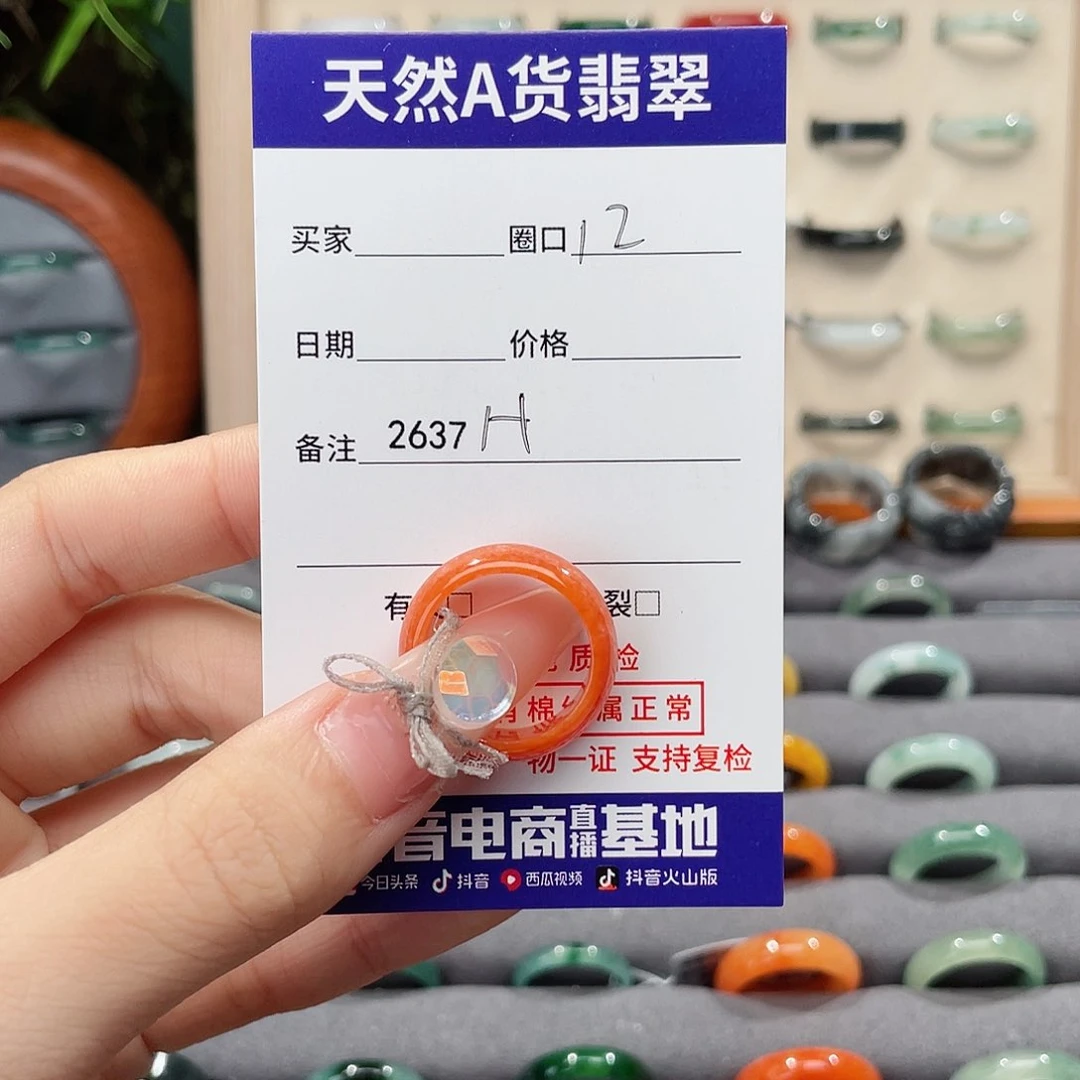 天然A货翡翠
买家 圈口 12
日期 价格
备注 2637 H
有 裂
质检
棉 属正常
物一证 支持复检
音电商直播基地
今日头条 抖音 西瓜视频 抖音火山版